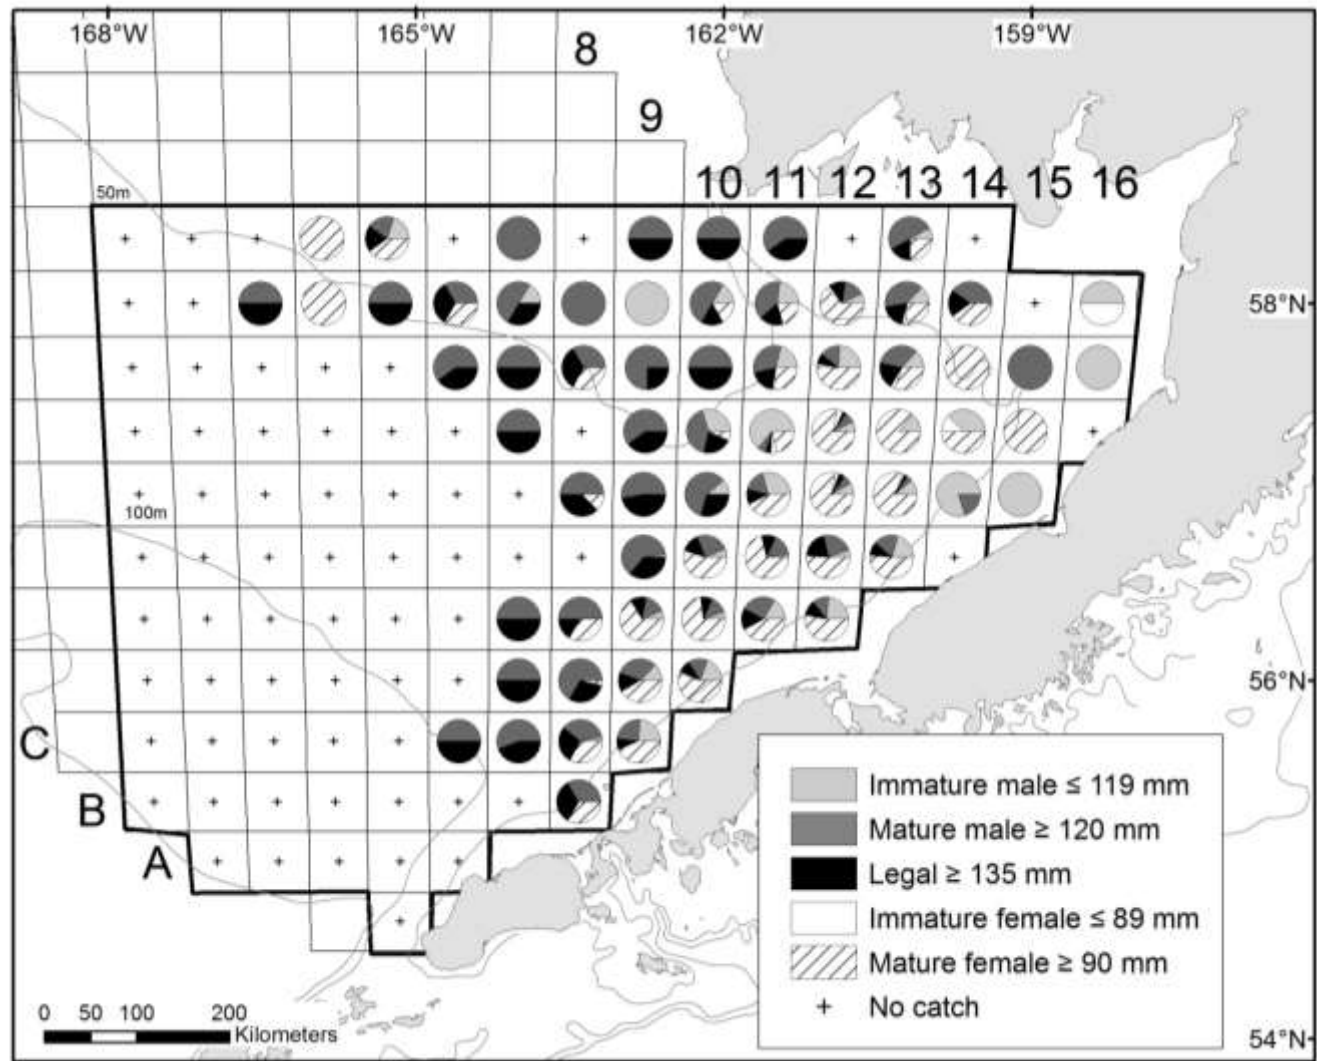 168°W 165°W 162°W 159°W
8
9
10 11 12 13 14 15 16
50m
58°N
100m
56°N
C
B
A
Immature male ≤ 119 mm
Mature male ≥ 120 mm
Legal ≥ 135 mm
Immature female ≤ 89 mm
Mature female ≥ 90 mm
+ No catch
0 50 100 200
Kilometers
54°N